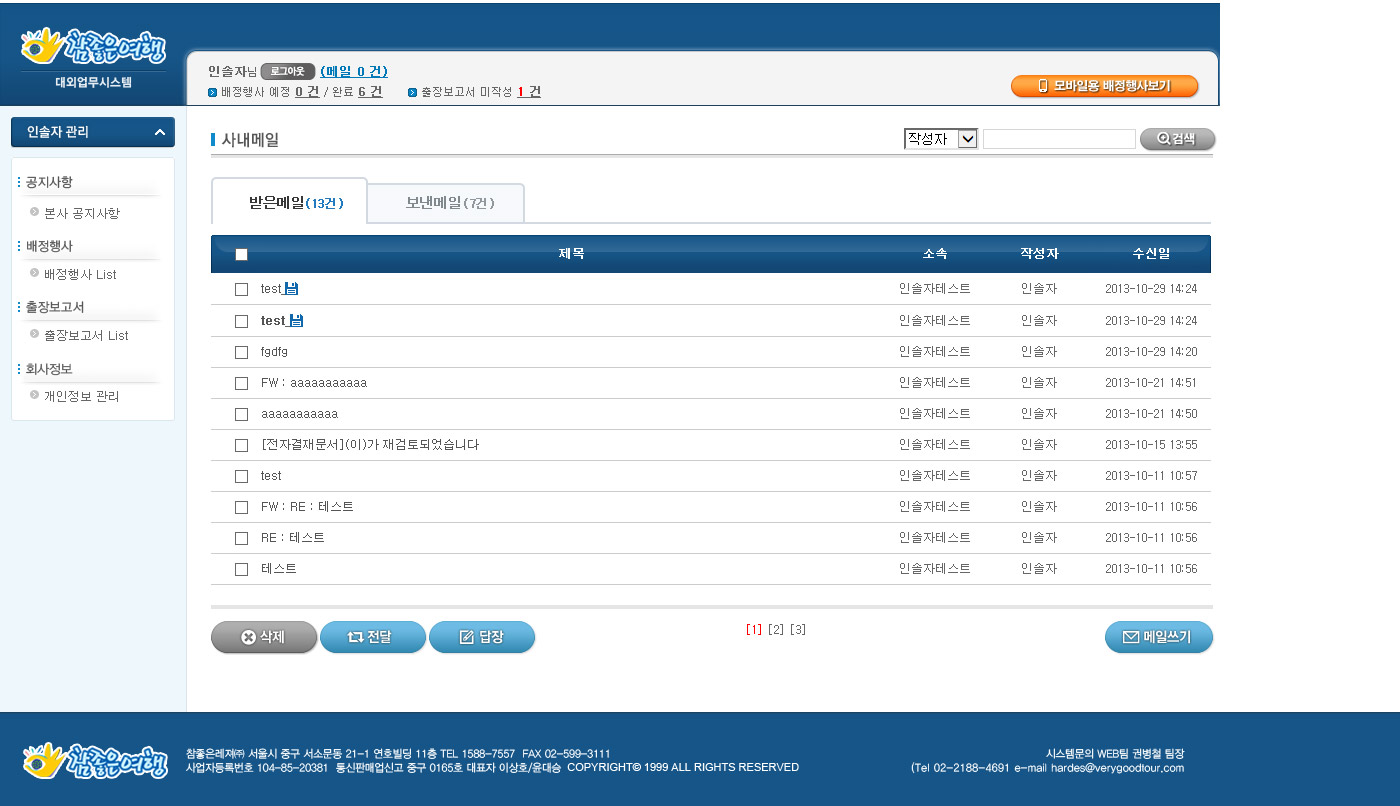 참좋은여행
대외업무시스템
인솔자님 로그아웃 (메일 0 건)
배정행사 예정 0 건 / 완료 6 건 출장보고서 미작성 1 건
모바일용 배정행사보기
인솔자 관리
공지사항
본사 공지사항
배정행사
배정행사 List
출장보고서
출장보고서 List
회사정보
개인정보 관리
사내메일 작성자 검색
받은메일(13건) 보낸메일(7건)
제목 소속 작성자 수신일
test 인솔자테스트 인솔자 2013-10-29 14:24
test 인솔자테스트 인솔자 2013-10-29 14:24
fgdfg 인솔자테스트 인솔자 2013-10-29 14:20
FW : aaaaaaaaaaa 인솔자테스트 인솔자 2013-10-21 14:51
aaaaaaaaaaa 인솔자테스트 인솔자 2013-10-21 14:50
[전자결재문서](이)가 재검토되었습니다 인솔자테스트 인솔자 2013-10-15 13:55
test 인솔자테스트 인솔자 2013-10-11 10:57
FW : RE : 테스트 인솔자테스트 인솔자 2013-10-11 10:56
RE : 테스트 인솔자테스트 인솔자 2013-10-11 10:56
테스트 인솔자테스트 인솔자 2013-10-11 10:56
삭제 전달 답장 [1] [2] [3] 메일쓰기
참좋은여행
참좋은레져㈜ 서울시 중구 서소문동 21-1 연호빌딩 11층 TEL 1588-7557 FAX 02-599-3111
사업자등록번호 104-85-20381 통신판매업신고 중구 0165호 대표자 이상호/윤대승 COPYRIGHT© 1999 ALL RIGHTS RESERVED
시스템문의 WEB팀 권병철 팀장
(Tel 02-2188-4691 e-mail hardes@verygoodtour.com